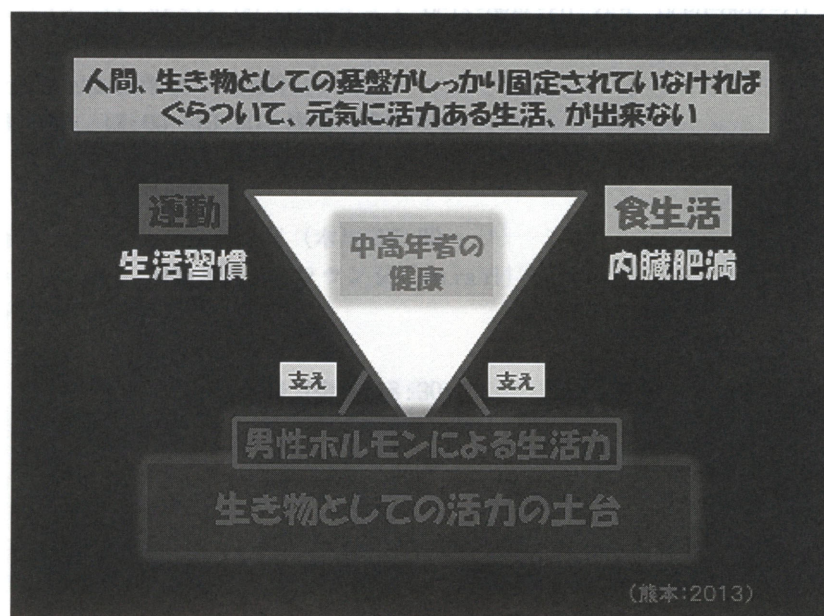 人間、生き物としての基盤がしっかり固定されていなければ
ぐらついて、元気に活力ある生活、が出来ない
運動
生活習慣
中高年者の
健康
食生活
内臓肥満
支え
支え
男性ホルモンによる生活力
生き物としての活力の土台
(熊本:2013)